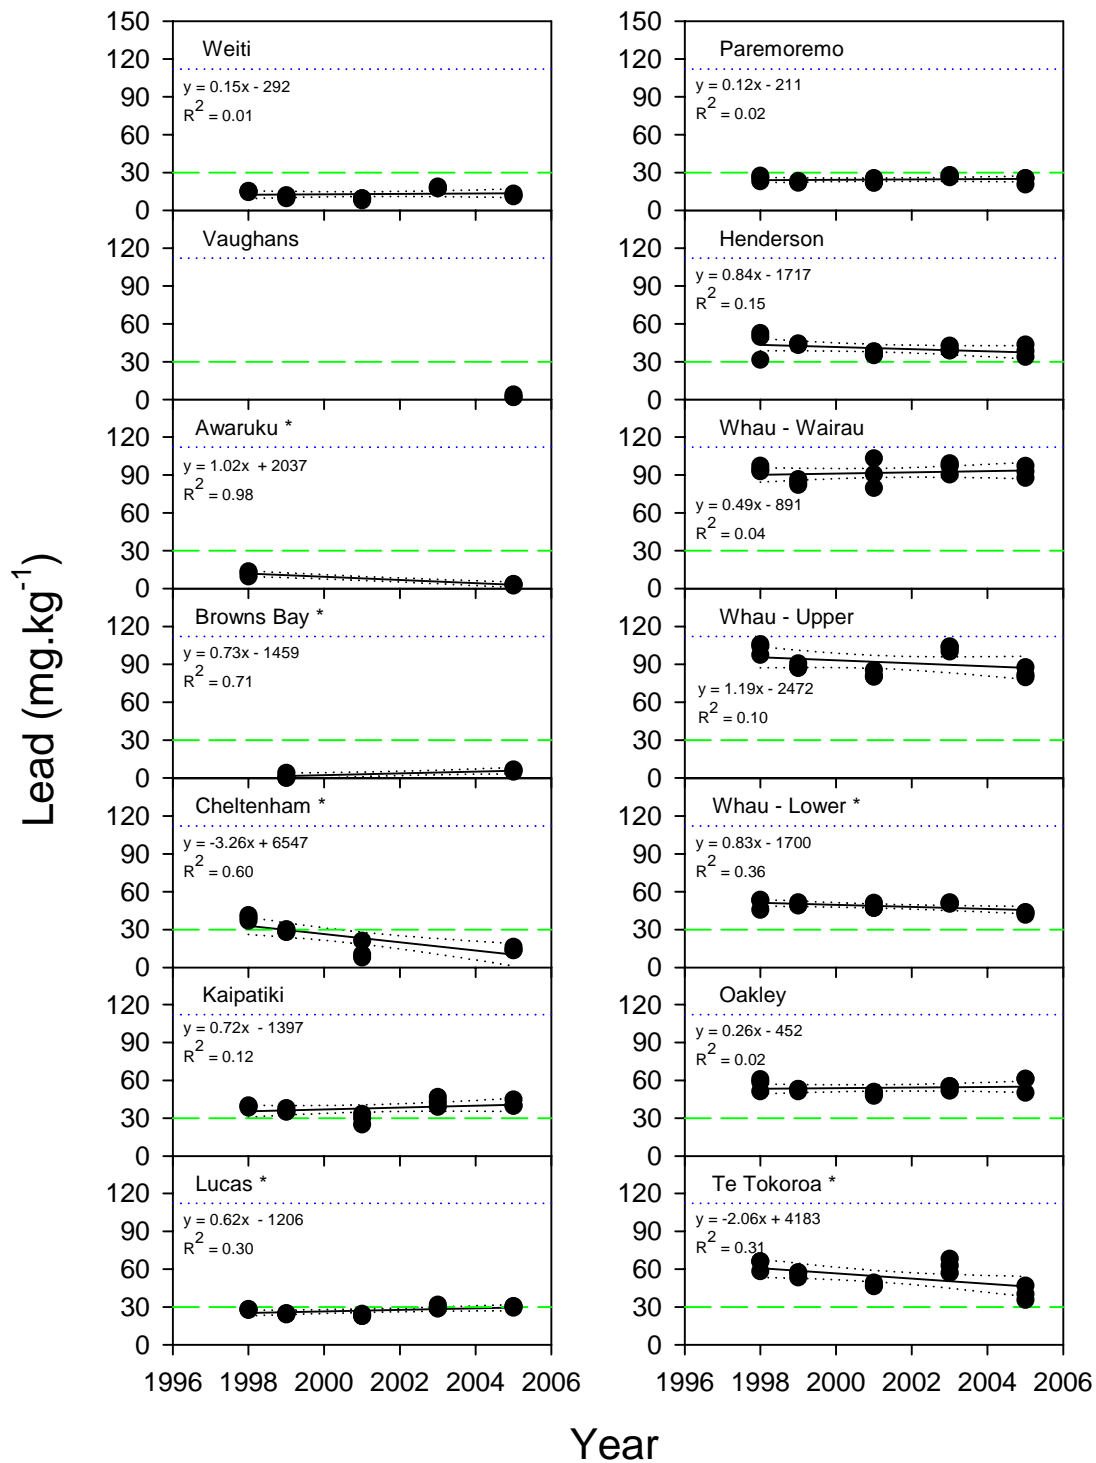 Lead (mg.kg-1)
150
120
90
60
30
0
Weiti
y = 0.15x - 292
R2 = 0.01
120
90
60
30
0
Vaughans
120
90
60
30
0
Awaruku *
y = 1.02x + 2037
R2 = 0.98
120
90
60
30
0
Browns Bay *
y = 0.73x - 1459
R2 = 0.71
120
90
60
30
0
Cheltenham *
y = -3.26x + 6547
R2 = 0.60
120
90
60
30
0
Kaipatiki
y = 0.72x - 1397
R2 = 0.12
120
90
60
30
0
Lucas *
y = 0.62x - 1206
R2 = 0.30
1996 1998 2000 2002 2004 2006
150
120
90
60
30
0
Paremoremo
y = 0.12x - 211
R2 = 0.02
120
90
60
30
0
Henderson
y = 0.84x - 1717
R2 = 0.15
120
90
60
30
0
Whau - Wairau
y = 0.49x - 891
R2 = 0.04
120
90
60
30
0
Whau - Upper
y = 1.19x - 2472
R2 = 0.10
120
90
60
30
0
Whau - Lower *
y = 0.83x - 1700
R2 = 0.36
120
90
60
30
0
Oakley
y = 0.26x - 452
R2 = 0.02
120
90
60
30
0
Te Tokoroa *
y = -2.06x + 4183
R2 = 0.31
1996 1998 2000 2002 2004 2006
Year